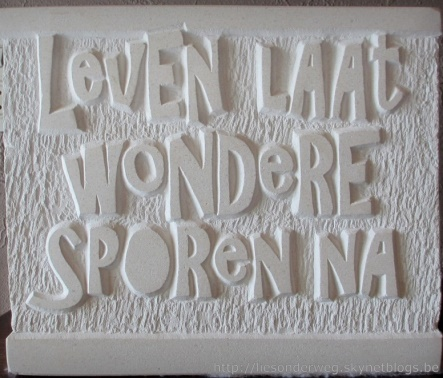 LeVEN LAAt
WoNDeRE
SPOReN NA
http://liesonderweg.skynetblogs.be